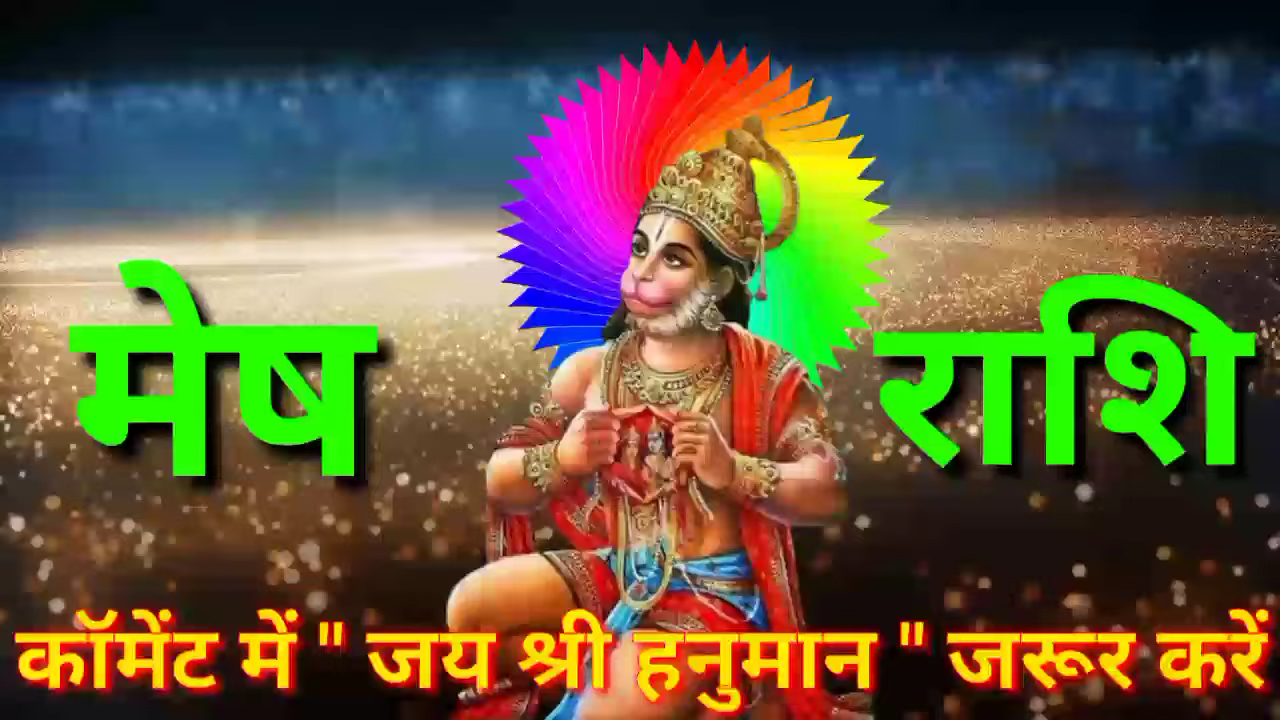 मेष राशि
कॉमेंट में " जय श्री हनुमान " जरूर करें